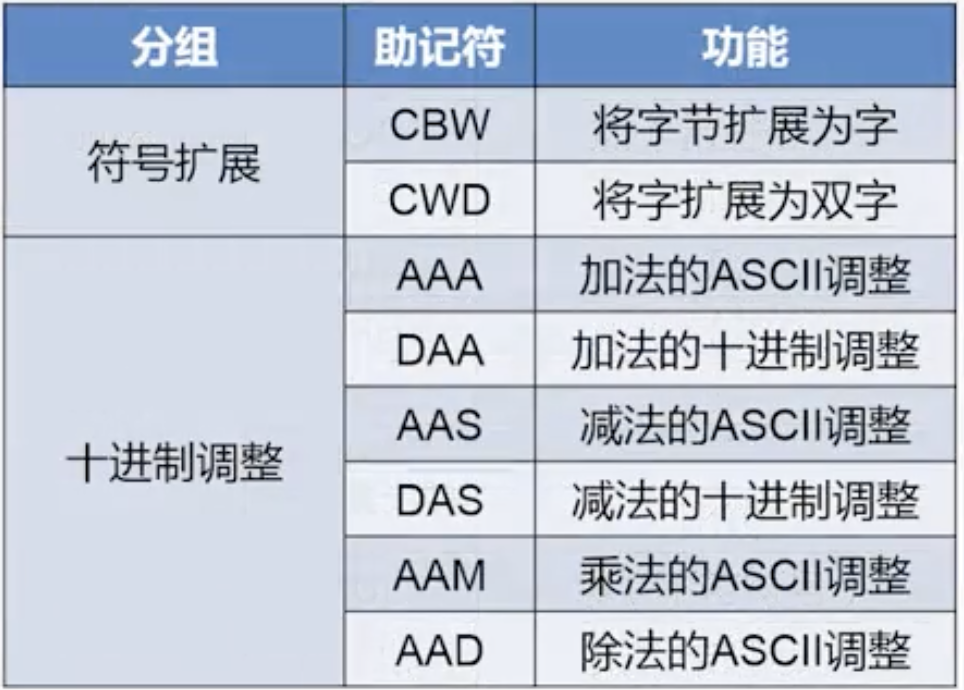 分组 助记符 功能
符号扩展 CBW 将字节扩展为字
CWD 将字扩展为双字
十进制调整 AAA 加法的ASCII调整
DAA 加法的十进制调整
AAS 减法的ASCII调整
DAS 减法的十进制调整
AAM 乘法的ASCII调整
AAD 除法的ASCII调整